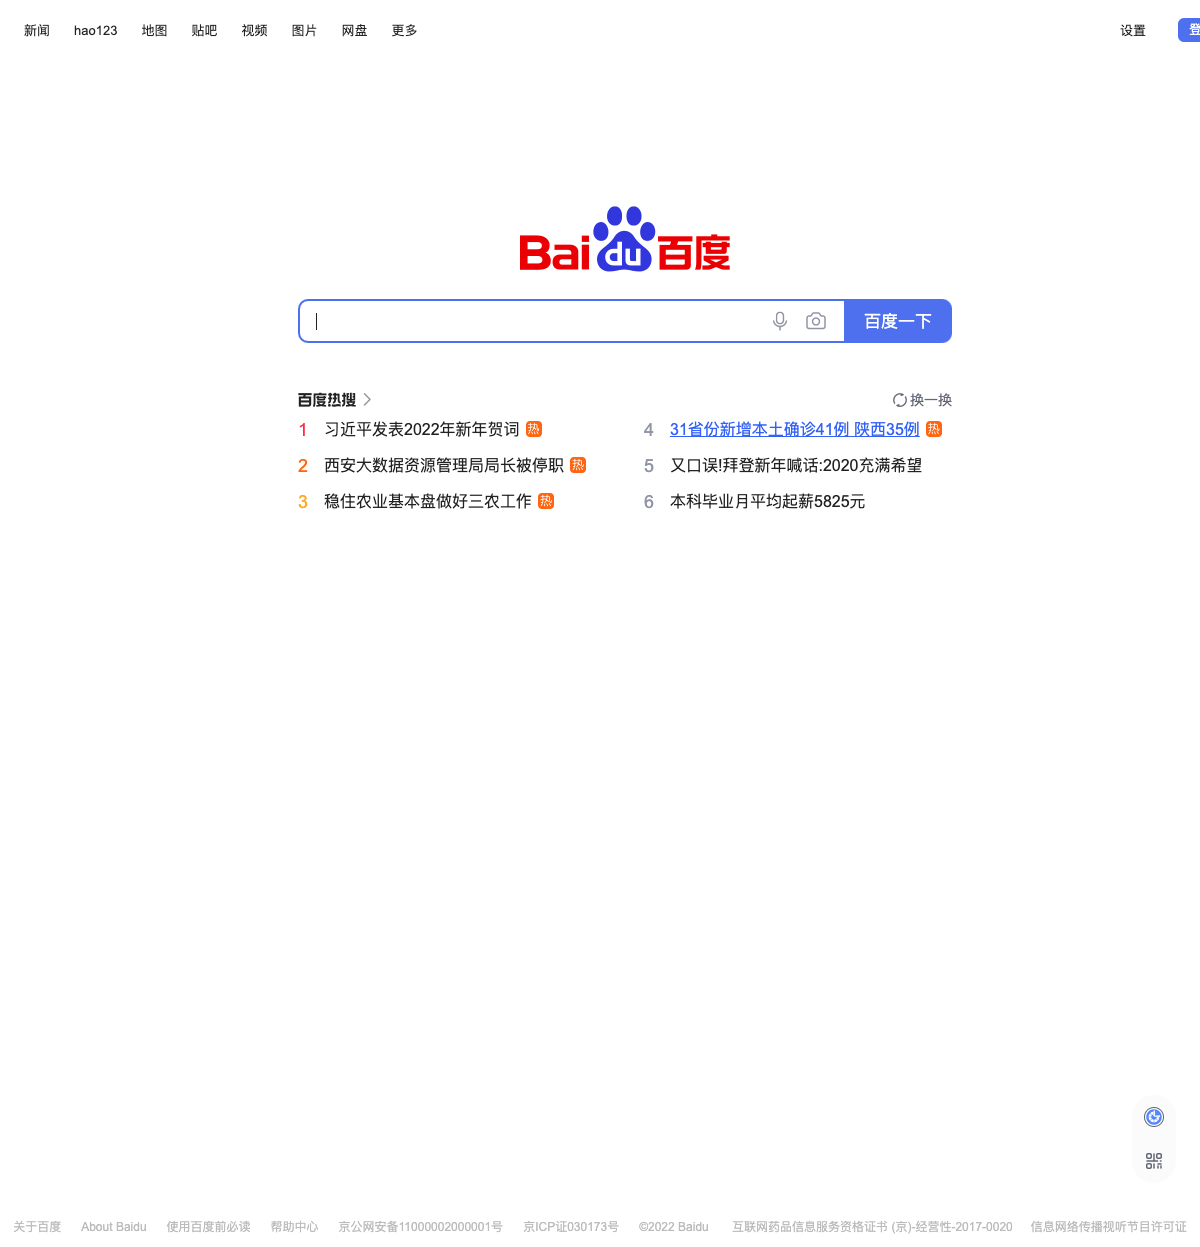 新闻 hao123 地图 贴吧 视频 图片 网盘 更多 设置 登
Bai du 百度
百度一下
百度热搜 换一换
1 习近平发表2022年新年贺词 热
4 31省份新增本土确诊41例 陕西35例 热
2 西安大数据资源管理局局长被停职 热
5 又口误!拜登新年喊话:2020充满希望
3 稳住农业基本盘做好三农工作 热
6 本科毕业月平均起薪5825元
关于百度 About Baidu 使用百度前必读 帮助中心 京公网安备11000002000001号 京ICP证030173号 ©2022 Baidu 互联网药品信息服务资格证书 (京)-经营性-2017-0020 信息网络传播视听节目许可证